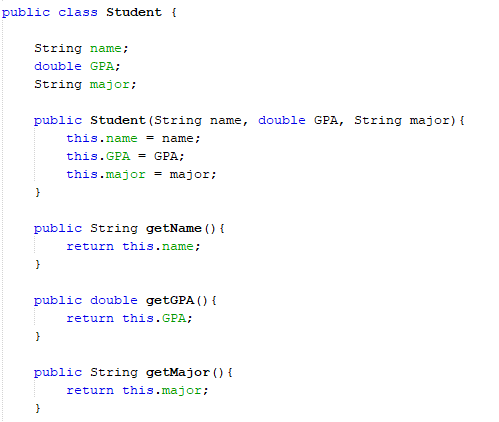 public class Student {
String name;
double GPA;
String major;
public Student(String name, double GPA, String major){
this.name = name;
this.GPA = GPA;
this.major = major;
}
public String getName(){
return this.name;
}
public double getGPA(){
return this.GPA;
}
public String getMajor(){
return this.major;
}